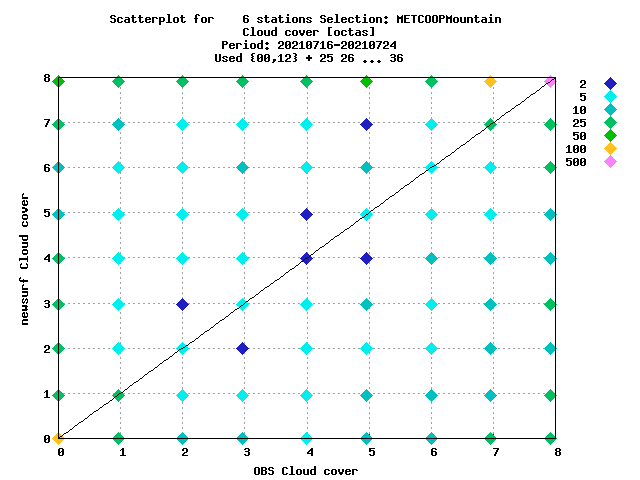 Scatterplot for    6 stations Selection: METCOOPMountain
Cloud cover [octas]
Period: 20210716-20210724
Used {00,12} + 25 26 ... 36
2
5
10
25
50
100
500
newsurf Cloud cover
8
7
6
5
4
3
2
1
0
0 1 2 3 4 5 6 7 8
OBS Cloud cover